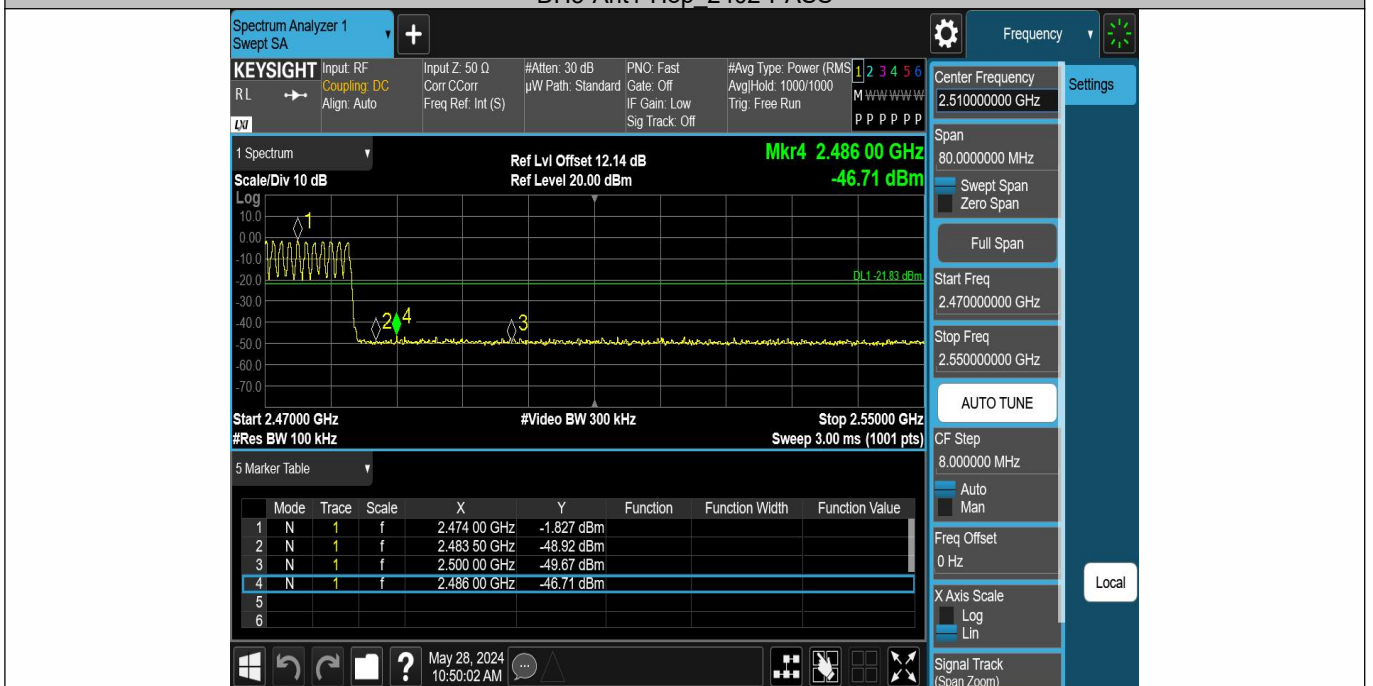 Spectrum Analyzer 1
Swept SA
Frequency
KEYSIGHT
RL
LXI
Input: RF
Coupling: DC
Align: Auto
Input Z: 50 Ω
Corr CCorr
Freq Ref: Int (S)
#Atten: 30 dB
µW Path: Standard
PNO: Fast
Gate: Off
IF Gain: Low
Sig Track: Off
#Avg Type: Power (RMS
Avg|Hold: 1000/1000
Trig: Free Run
1 2 3 4 5 6
M W W W W W
P P P P P P
1 Spectrum
Scale/Div 10 dB
Ref Lvl Offset 12.14 dB
Ref Level 20.00 dBm
Mkr4 2.486 00 GHz
-46.71 dBm
Log
10.0
0.00
-10.0
-20.0
-30.0
-40.0
-50.0
-60.0
-70.0
1
2
4
3
DL1 -21.83 dBm
Start 2.47000 GHz
#Video BW 300 kHz
Stop 2.55000 GHz
#Res BW 100 kHz
Sweep 3.00 ms (1001 pts)
5 Marker Table
Mode Trace Scale X Y Function Function Width Function Value
1 N 1 f 2.474 00 GHz -1.827 dBm
2 N 1 f 2.483 50 GHz -48.92 dBm
3 N 1 f 2.500 00 GHz -49.67 dBm
4 N 1 f 2.486 00 GHz -46.71 dBm
5
6
?
May 28, 2024
10:50:02 AM
Center Frequency
2.510000000 GHz
Settings
Span
80.0000000 MHz
Swept Span
Zero Span
Full Span
Start Freq
2.470000000 GHz
Stop Freq
2.550000000 GHz
AUTO TUNE
CF Step
8.000000 MHz
Auto
Man
Freq Offset
0 Hz
X Axis Scale
Log
Lin
Local
Signal Track
(Span Zoom)